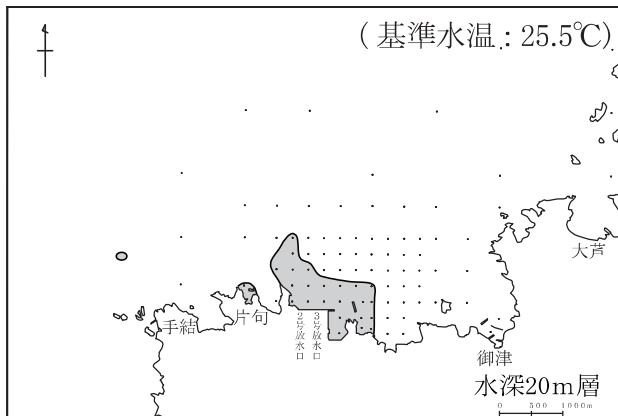 (基準水温：25.5℃)
大芦
手結
片句
2号放水口
3号放水口
御津
水深20m層
0 500 1000m